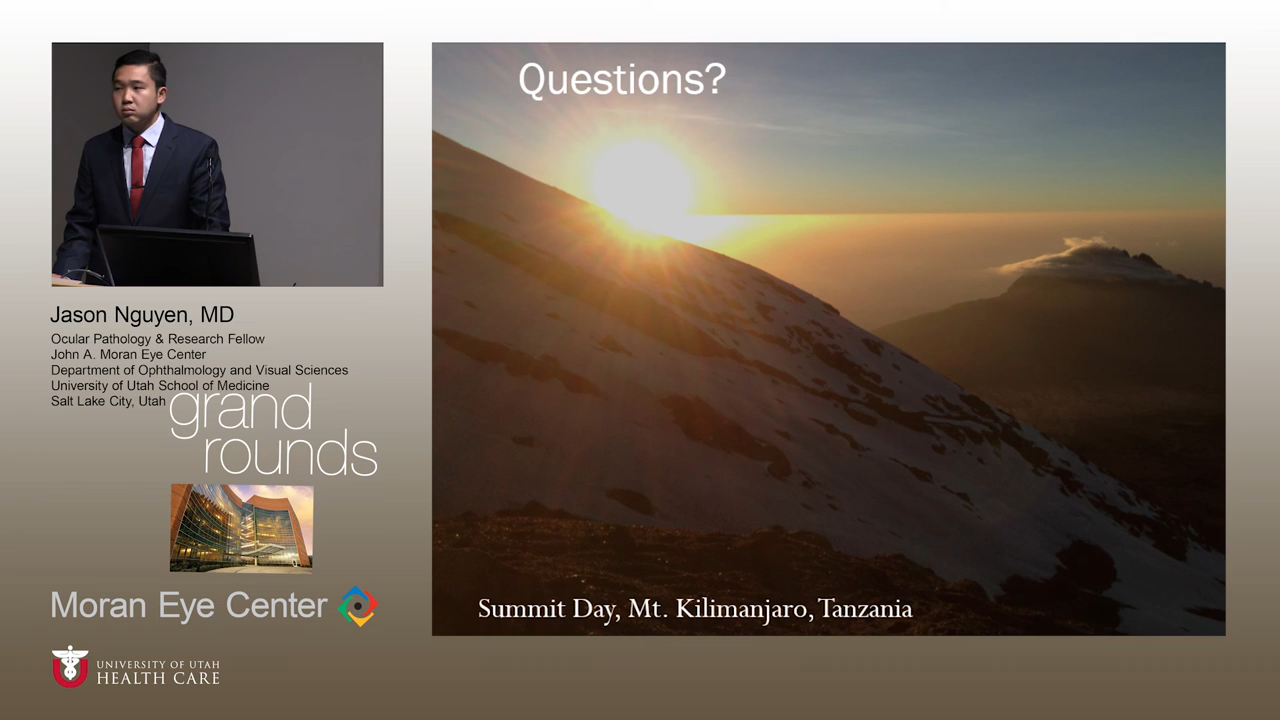 Jason Nguyen, MD
Ocular Pathology & Research Fellow
John A. Moran Eye Center
Department of Ophthalmology and Visual Sciences
University of Utah School of Medicine
Salt Lake City, Utah
grand
rounds
Moran Eye Center
UNIVERSITY OF UTAH
HEALTH CARE
Questions?
Summit Day, Mt. Kilimanjaro, Tanzania